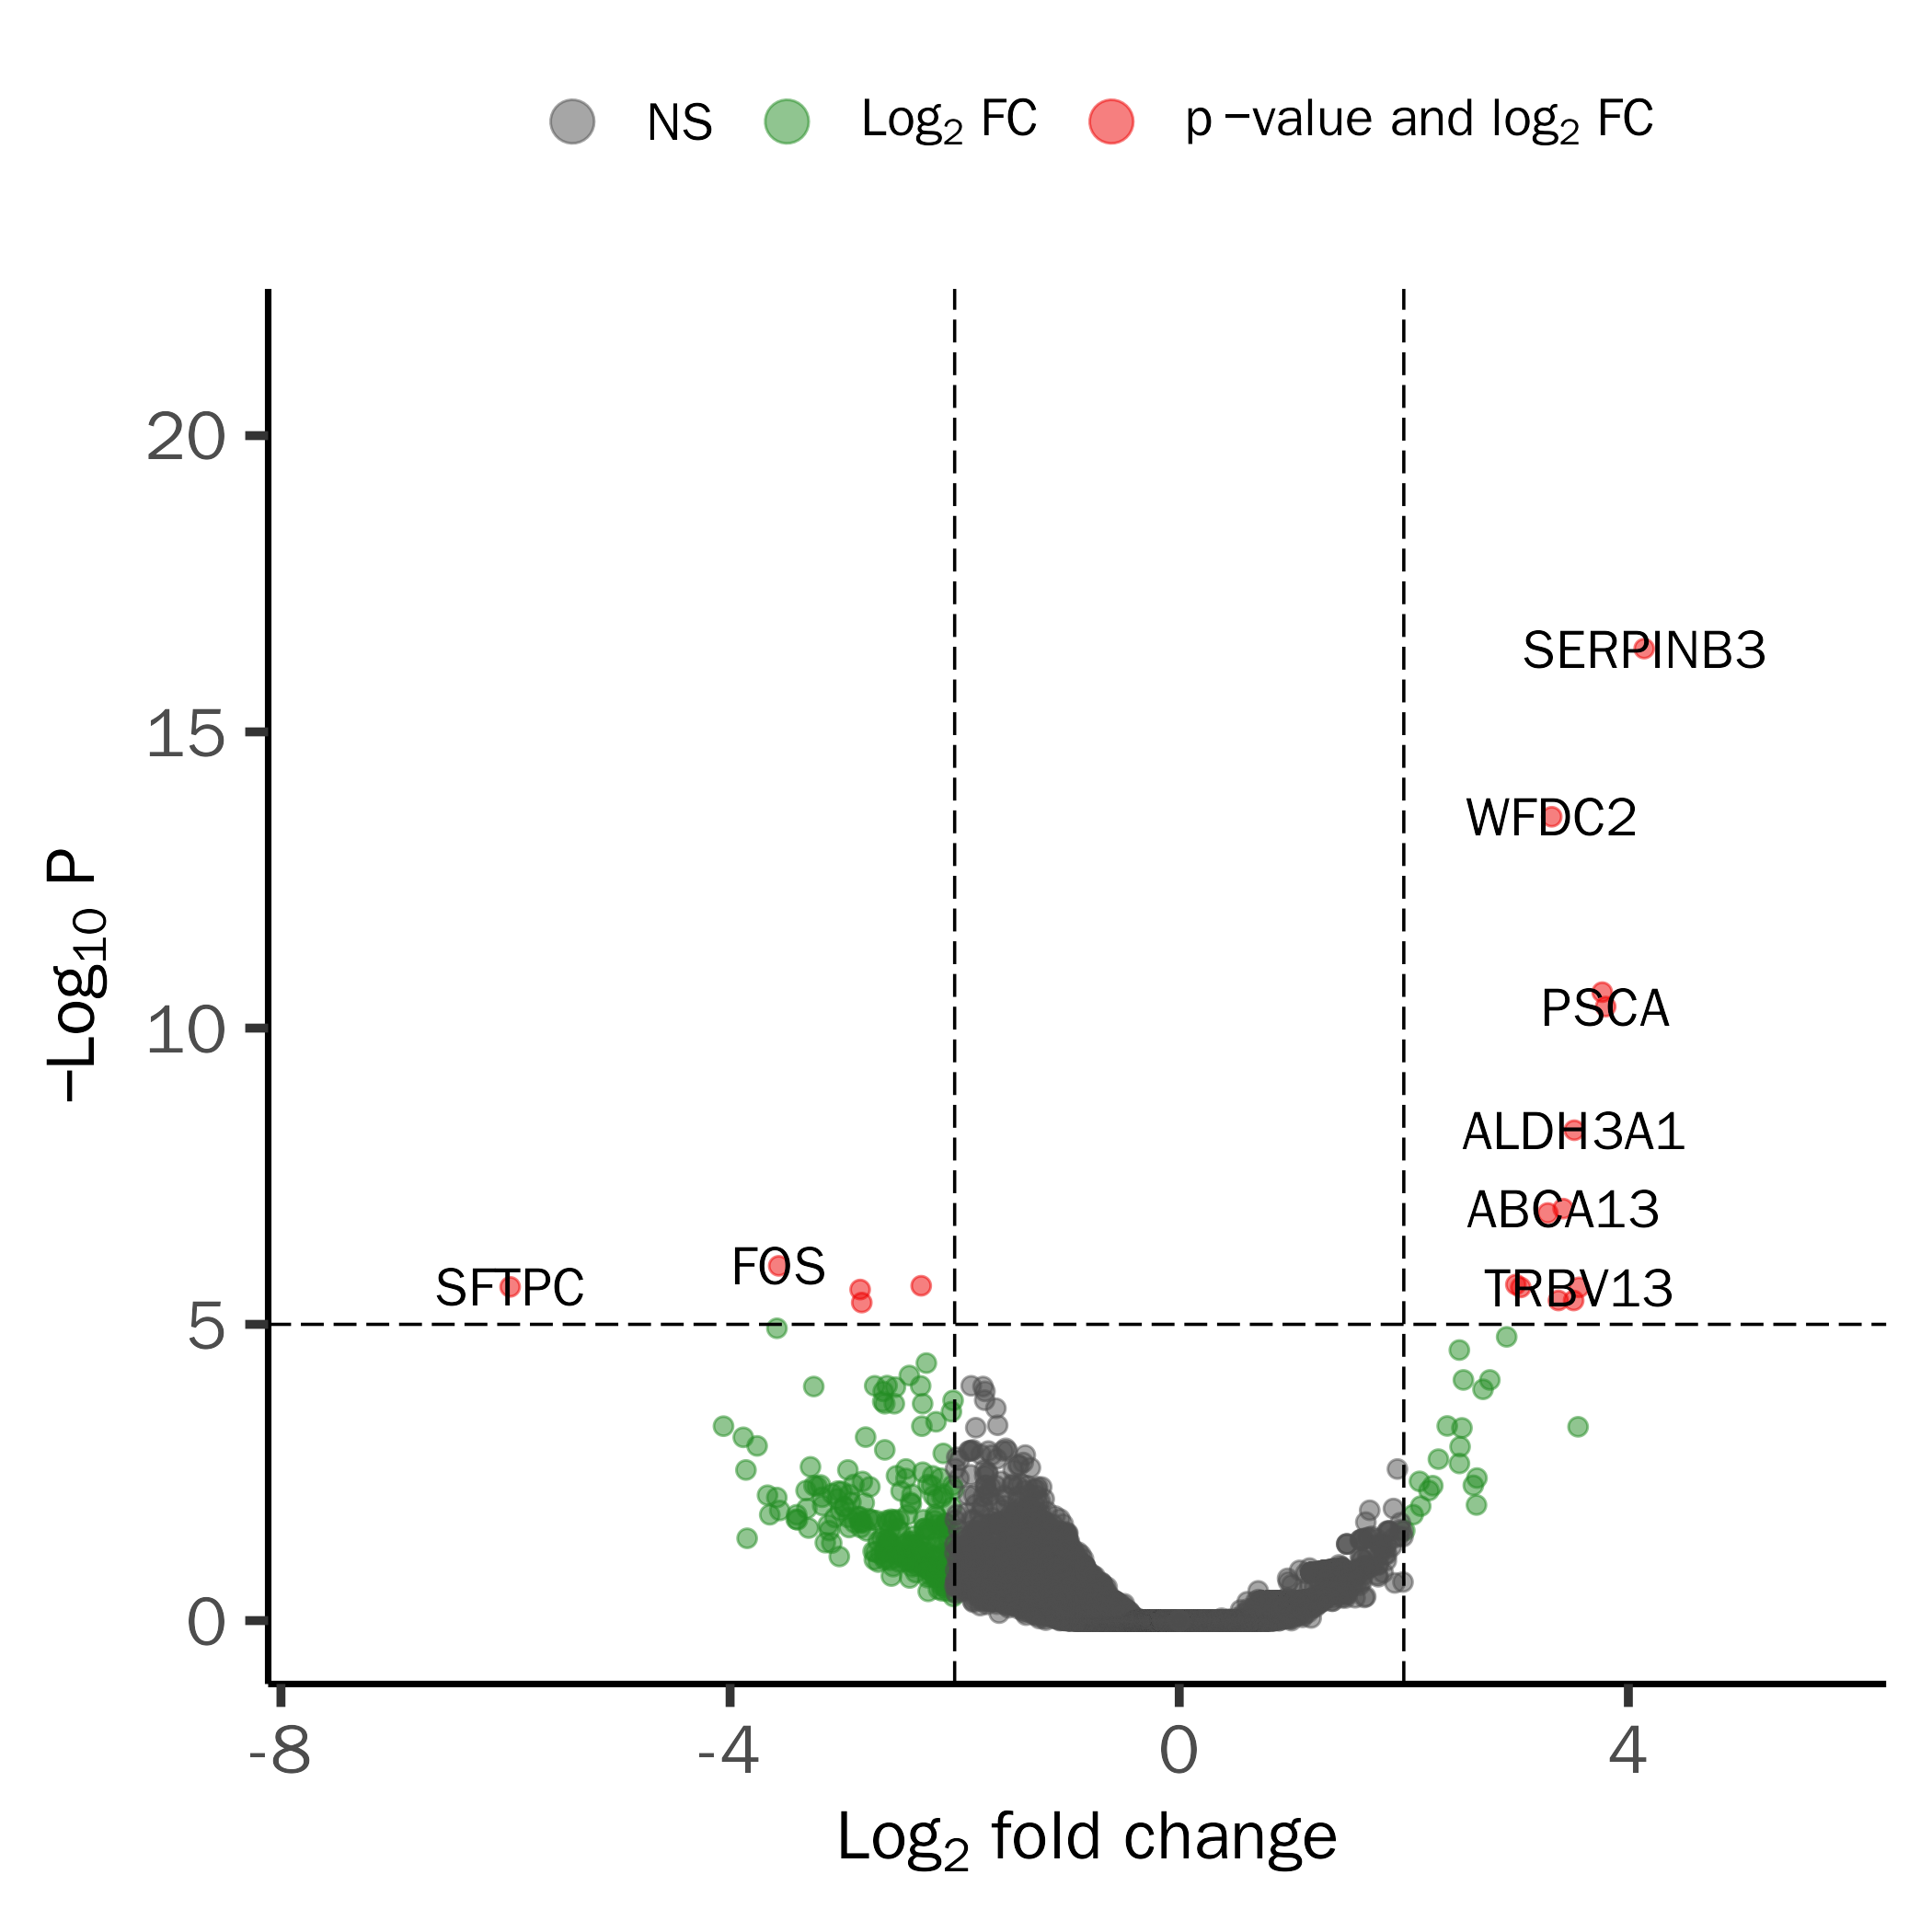 NS Log₂ FC p −value and log₂ FC
20
15
10
5
0
−Log₁₀ P
SERPINB3
WFDC2
PSCA
ALDH3A1
ABCA13
FOS
SFTPC
TRBV13
-8 -4 0 4
Log₂ fold change